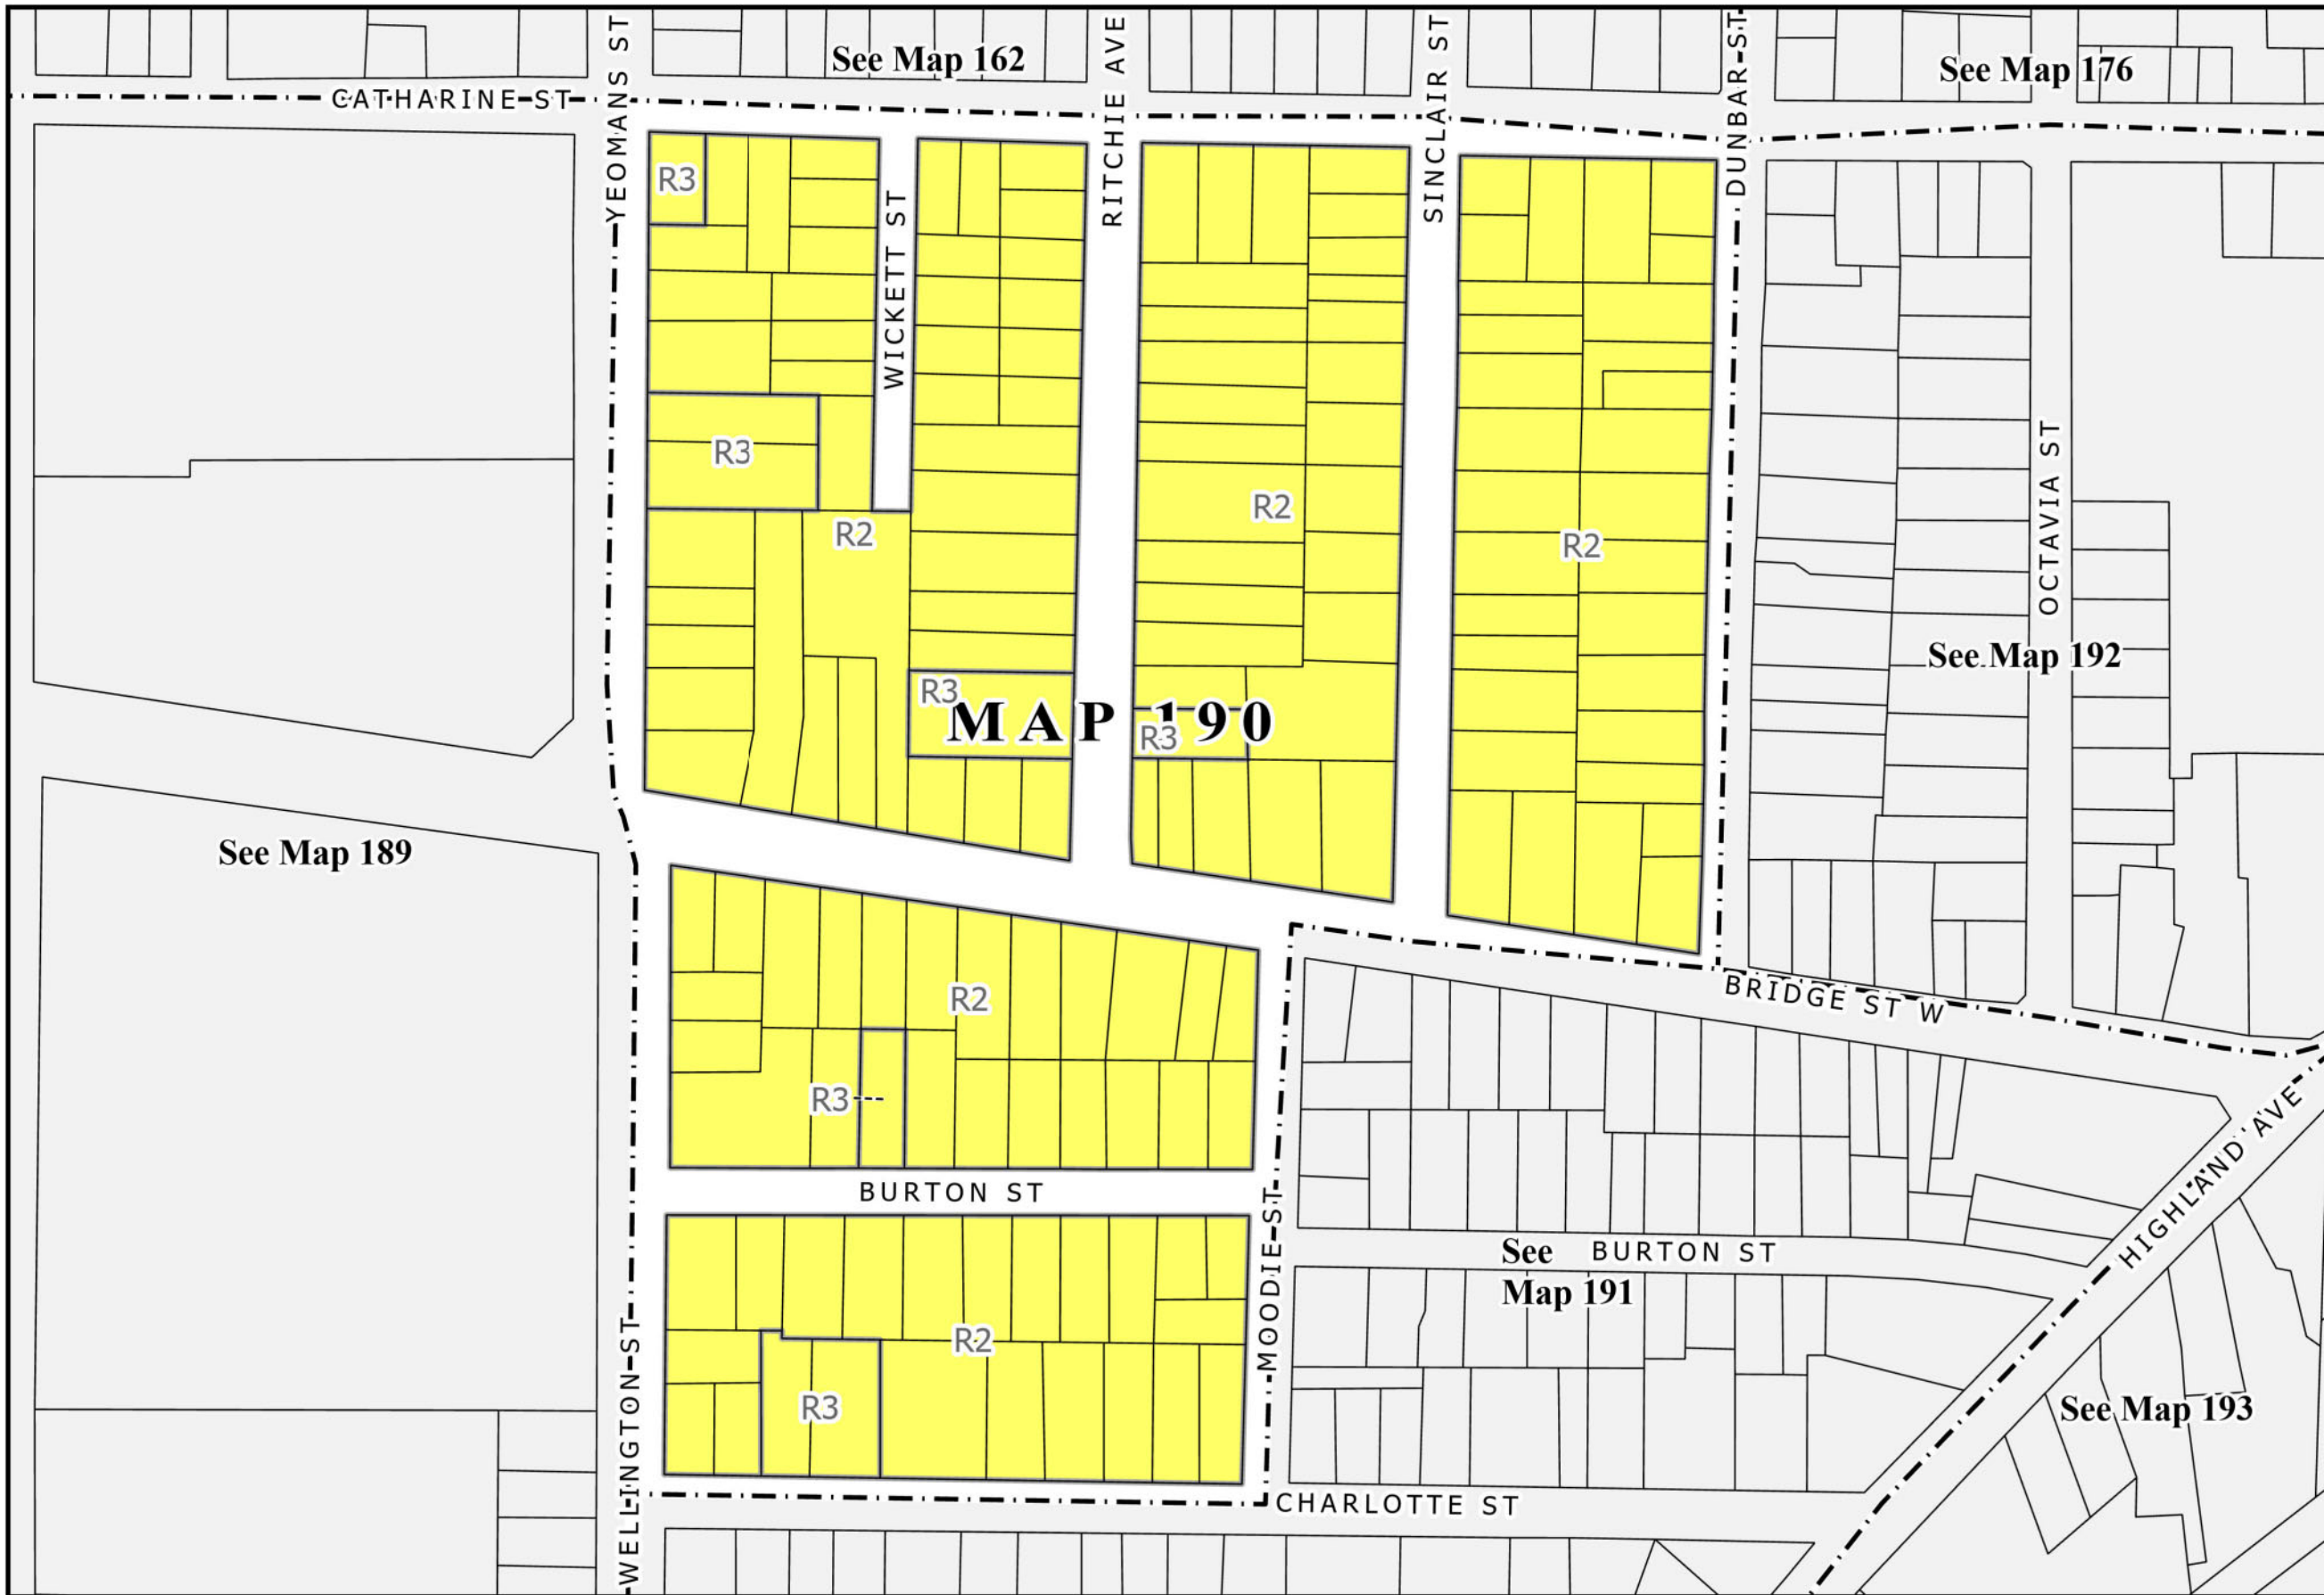 See Map 162
See Map 176
CATHARINE ST
YEOMANS ST
RITCHIE AVE
SINCLAIR ST
DUNBAR ST
R3
WICKETT ST
R3
R2
R2
R2
OCTAVIA ST
See Map 192
R3
MAP 190
R3
See Map 189
R2
BRIDGE ST W
R3---
HIGHLAND AVE
BURTON ST
See
Map 191
BURTON ST
MOODIE ST
R2
R3
See Map 193
WELLINGTON ST
CHARLOTTE ST